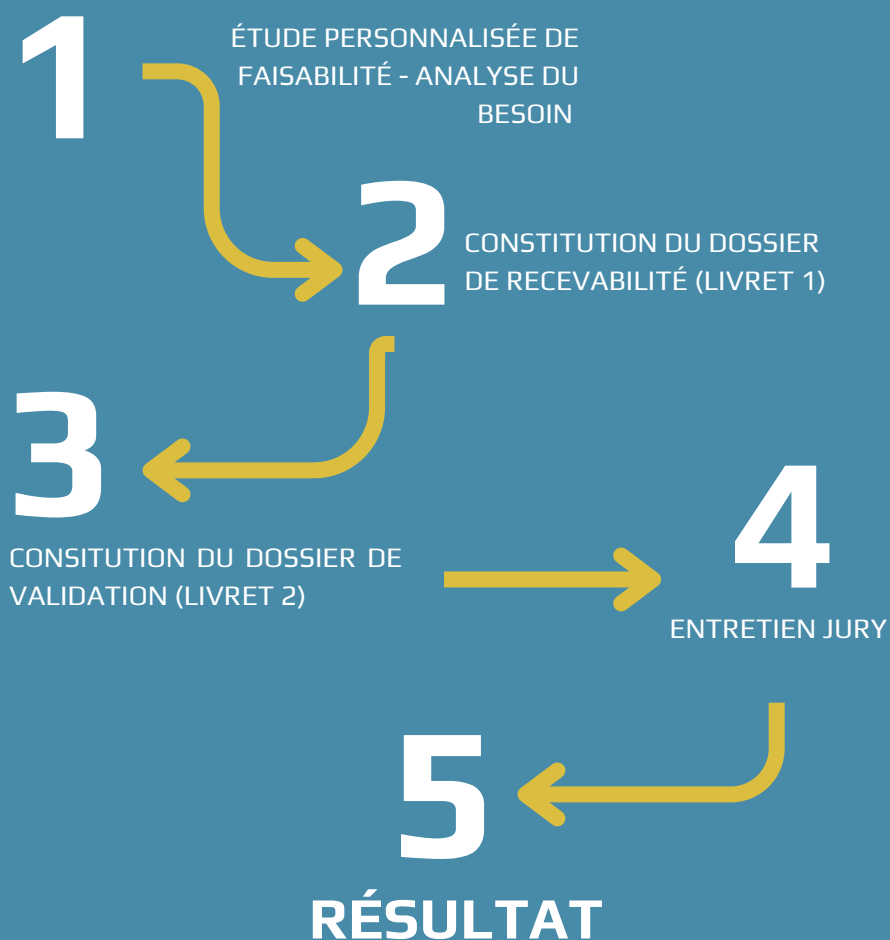 1
ÉTUDE PERSONNALISÉE DE
FAISABILITÉ - ANALYSE DU
BESOIN
2
CONSTITUTION DU DOSSIER
DE RECEVABILITÉ (LIVRET 1)
3
CONSITUTION DU DOSSIER DE
VALIDATION (LIVRET 2)
4
ENTRETIEN JURY
5
RÉSULTAT